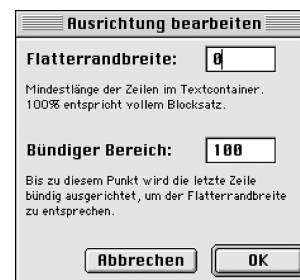 Ausrichtung bearbeiten
Flatterrandbreite: 0
Mindestlänge der Zeilen im Textcontainer.
100% entspricht vollem Blocksatz.
Bündiger Bereich: 100
Bis zu diesem Punkt wird die letzte Zeile
bündig ausgerichtet, um der Flatterrandbreite
zu entsprechen.
Abbrechen OK